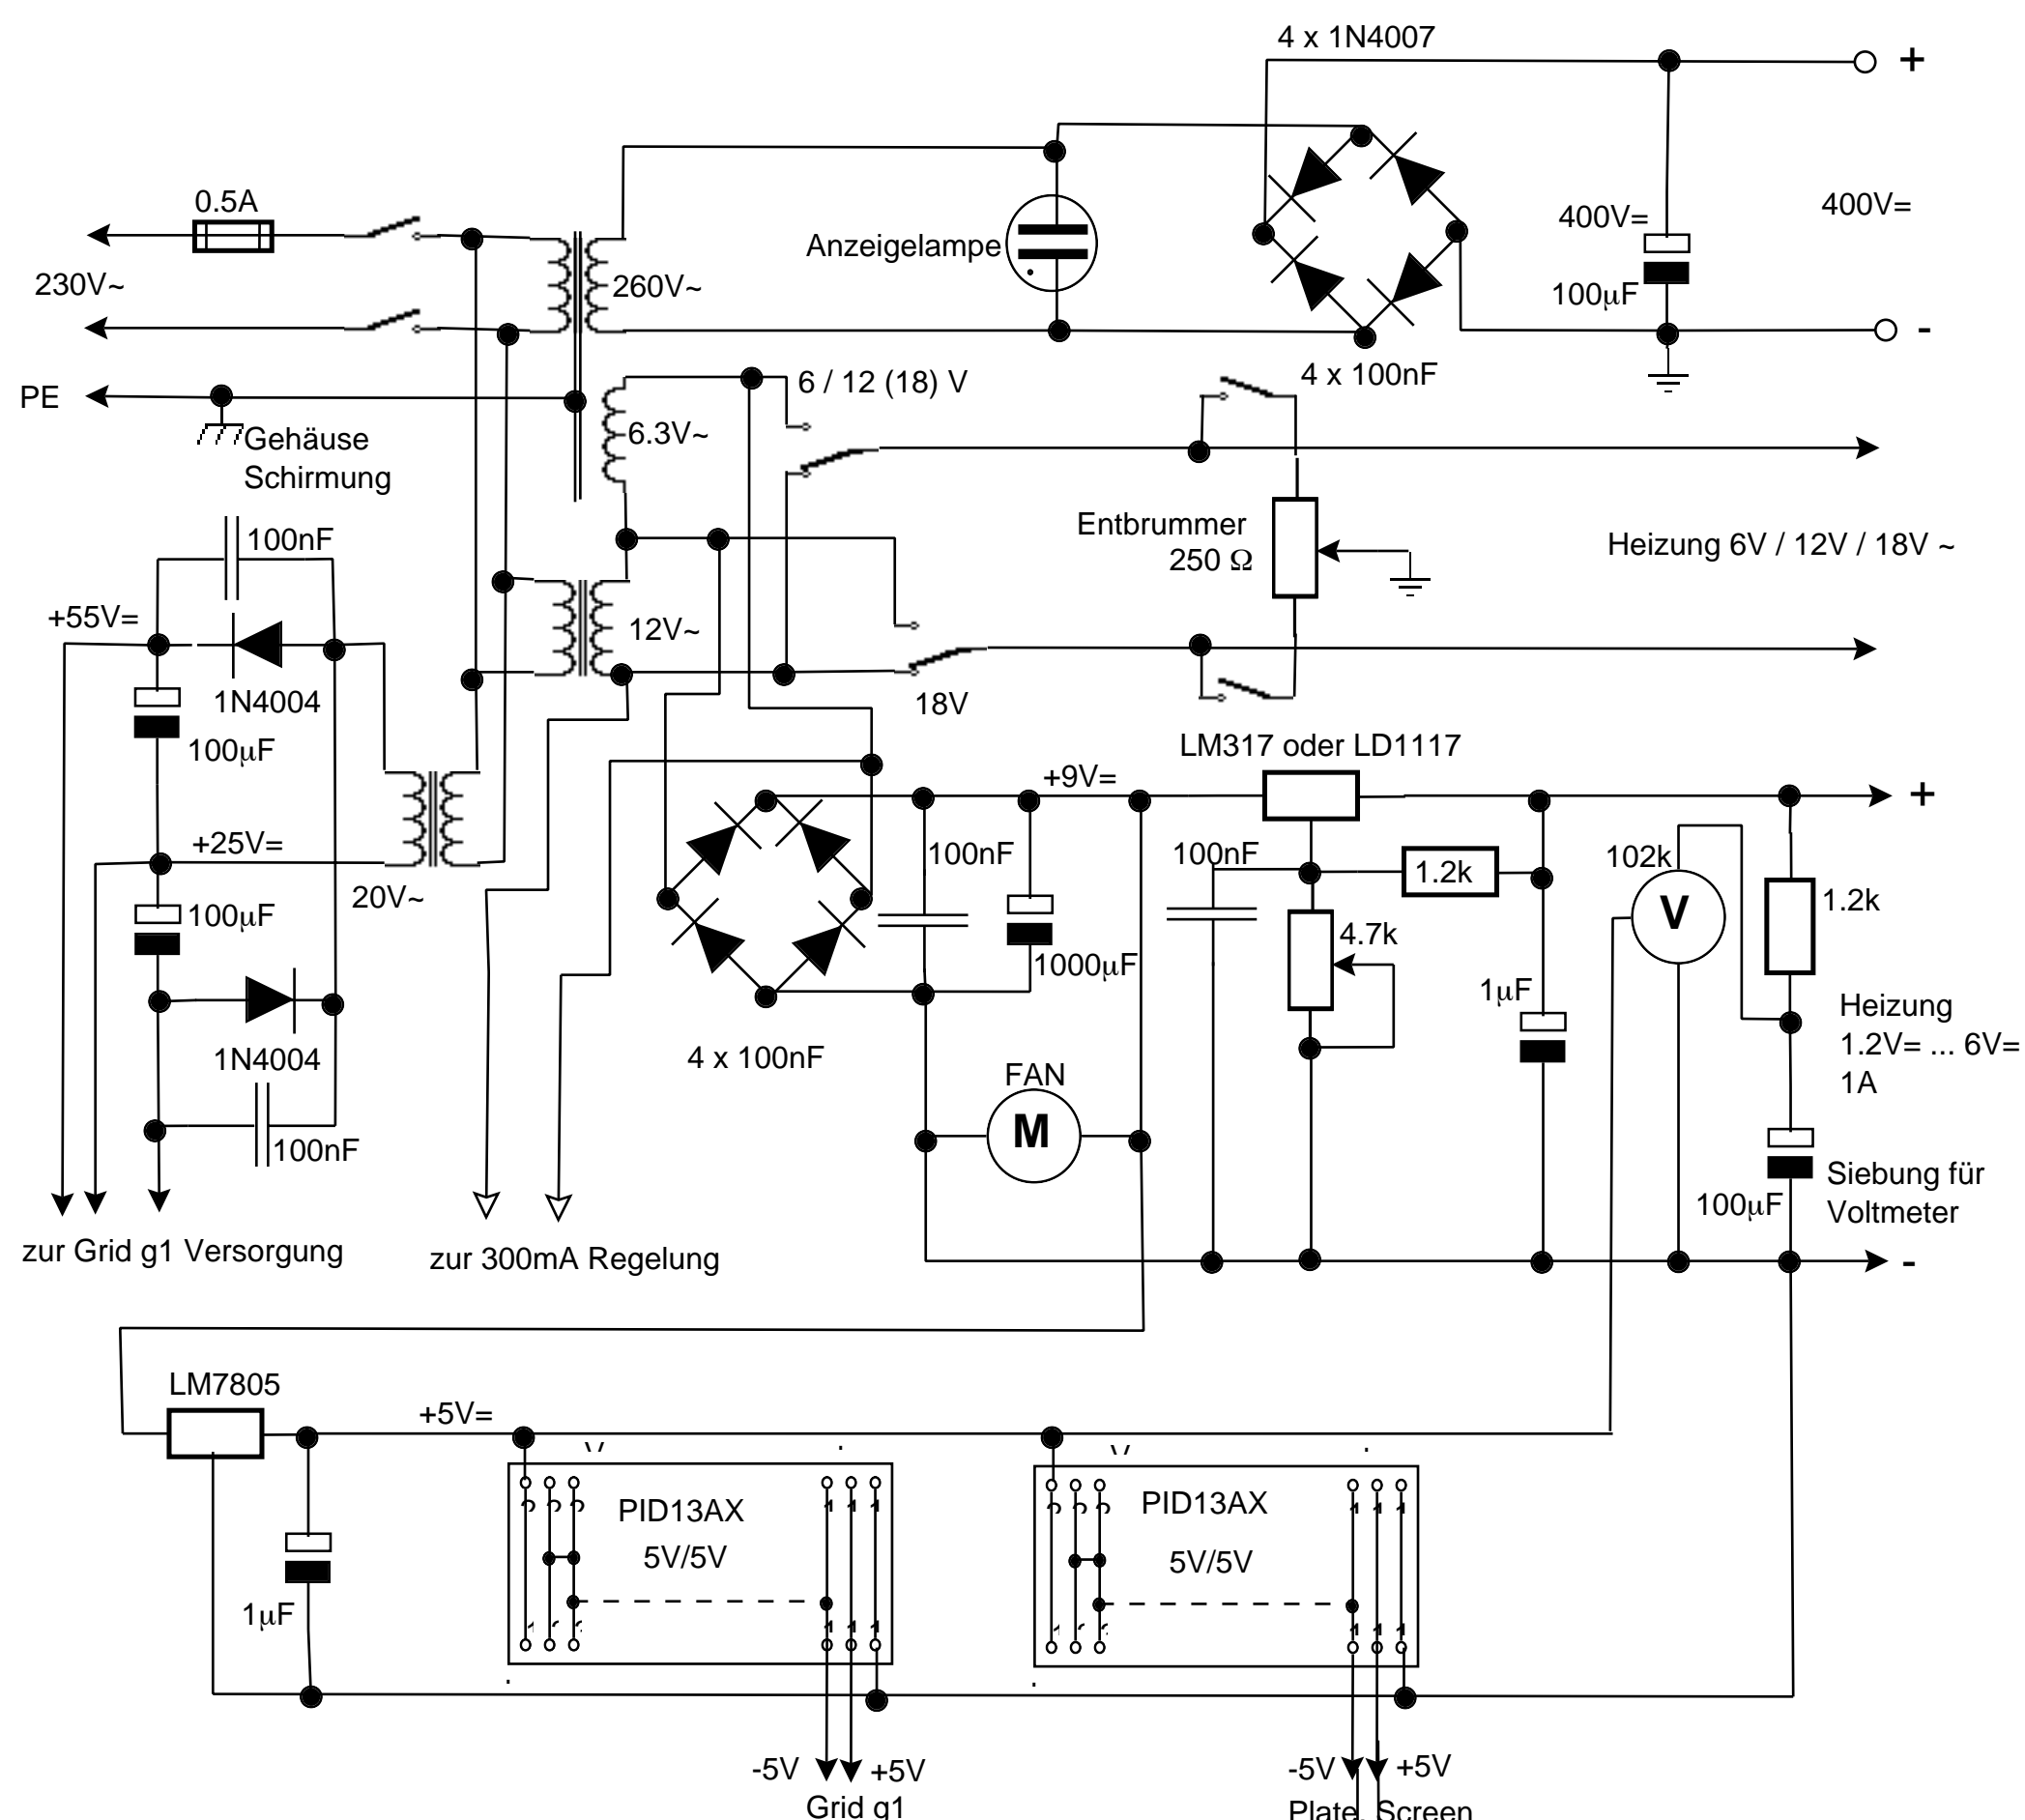 4 x 1N4007
+
0.5A
400V=
400V=
Anzeigelampe
230V~
260V~
100µF
-
4 x 100nF
6 / 12 (18) V
PE
6.3V~
Gehäuse
Schirmung
Entbrummer
250 Ω
Heizung 6V / 12V / 18V ~
100nF
+55V=
12V~
1N4004
18V
100µF
LM317 oder LD1117
+9V=
+
+25V=
100nF
100nF
102k
1.2k
1.2k
20V~
V
100µF
4.7k
1000µF
1µF
Heizung
1.2V= ... 6V=
1A
1N4004
4 x 100nF
FAN
M
100nF
Siebung für
Voltmeter
100µF
zur Grid g1 Versorgung
zur 300mA Regelung
-
LM7805
+5V=
PID13AX
5V/5V
PID13AX
5V/5V
1µF
-5V
+5V
-5V
+5V
Grid g1
Plate, Screen